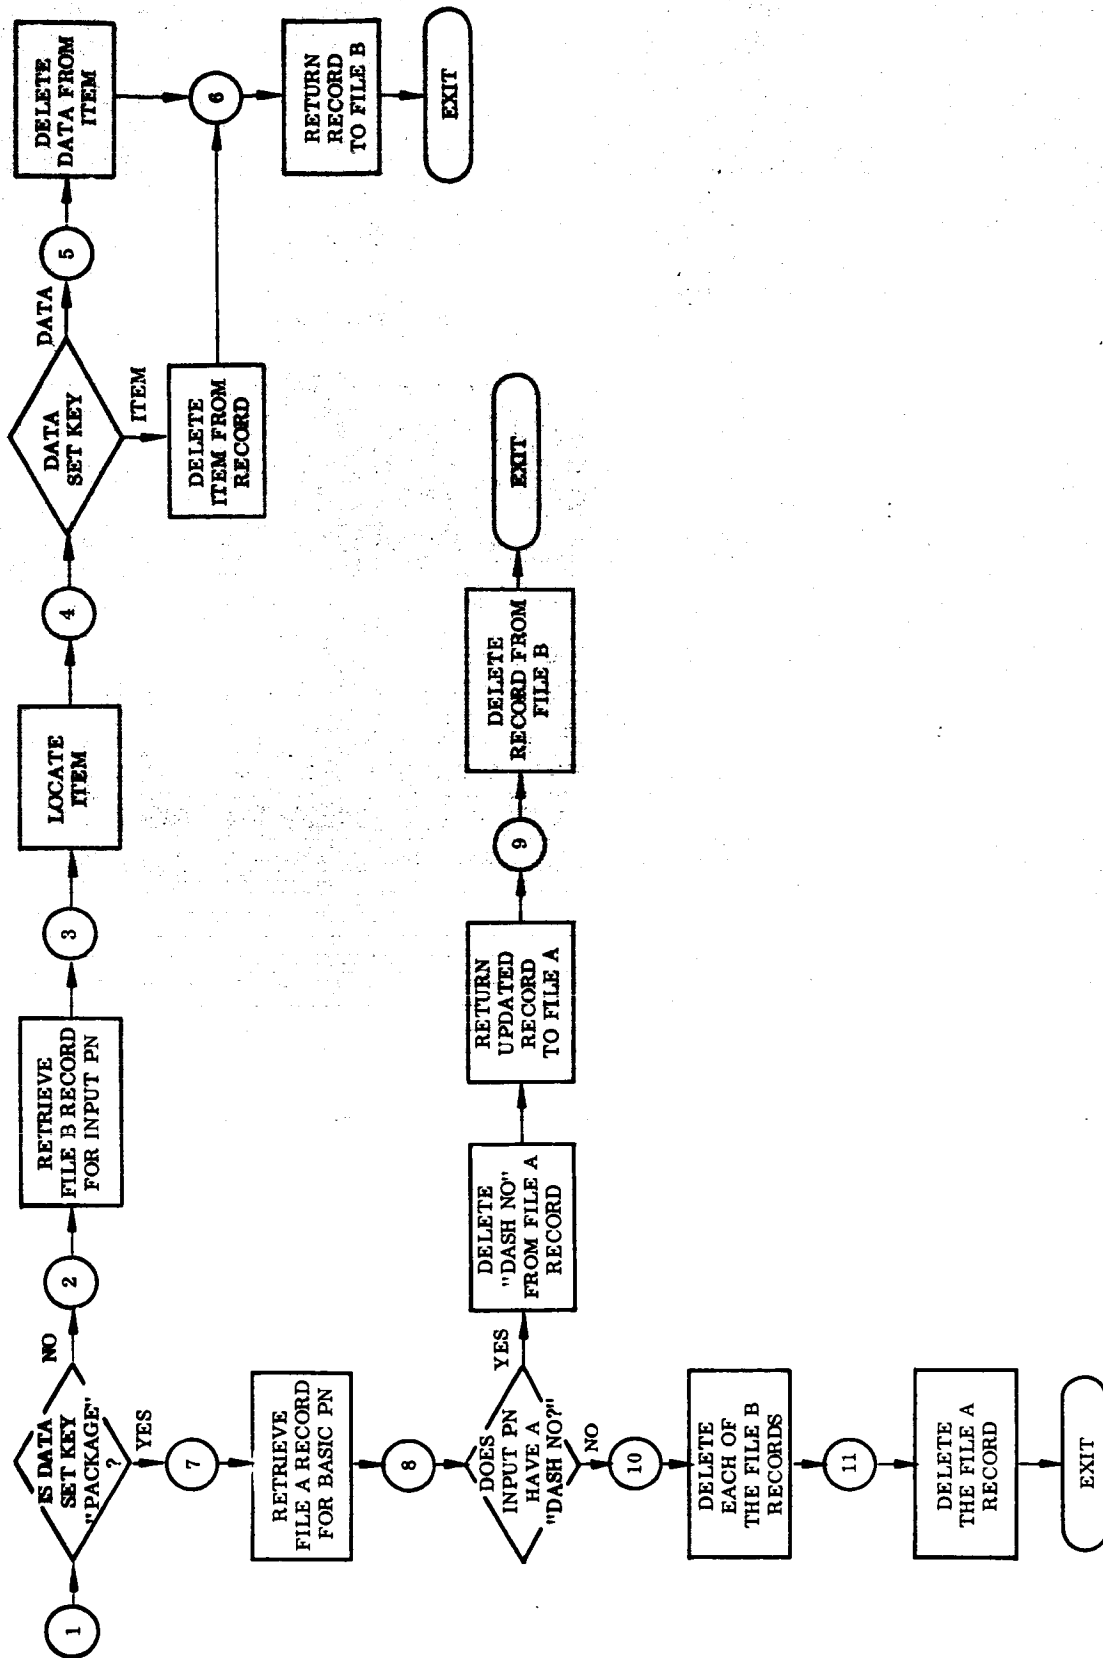 1
IS DATA
SET KEY
"PACKAGE"
?
NO
2
RETRIEVE
FILE B RECORD
FOR INPUT PN
3
LOCATE
ITEM
4
DATA
SET KEY
DATA
5
DELETE
DATA FROM
ITEM
ITEM
DELETE
ITEM FROM
RECORD
6
RETURN
RECORD
TO FILE B
EXIT
YES
7
RETRIEVE
FILE A RECORD
FOR BASIC PN
8
DOES
INPUT PN
HAVE A
"DASH NO?"
YES
DELETE
"DASH NO"
FROM FILE A
RECORD
RETURN
UPDATED
RECORD
TO FILE A
9
DELETE
RECORD FROM
FILE B
EXIT
NO
10
DELETE
EACH OF
THE FILE B
RECORDS
11
DELETE
THE FILE A
RECORD
EXIT